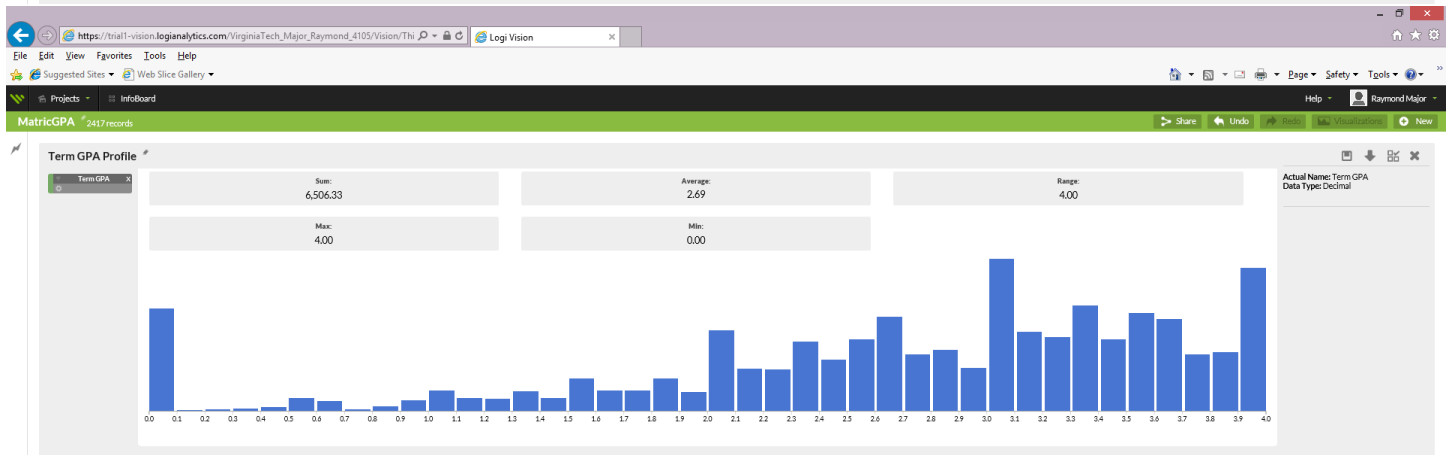 https://trial1-vision.logianalytics.com/VirginiaTech_Major_Raymond_4105/Vision/Thi
Logi Vision
File Edit View Favorites Tools Help
Suggested Sites Web Slice Gallery
Page Safety Tools
Projects InfoBoard
Help Raymond Major
MatricGPA 2417 records
Share Undo Redo Visualizations New
Term GPA Profile
Term GPA X
Sum:
6,506.33
Average:
2.69
Range:
4.00
Max:
4.00
Min:
0.00
Actual Name: Term GPA
Data Type: Decimal
0.0 0.1 0.2 0.3 0.4 0.5 0.6 0.7 0.8 0.9 1.0 1.1 1.2 1.3 1.4 1.5 1.6 1.7 1.8 1.9 2.0 2.1 2.2 2.3 2.4 2.5 2.6 2.7 2.8 2.9 3.0 3.1 3.2 3.3 3.4 3.5 3.6 3.7 3.8 3.9 4.0